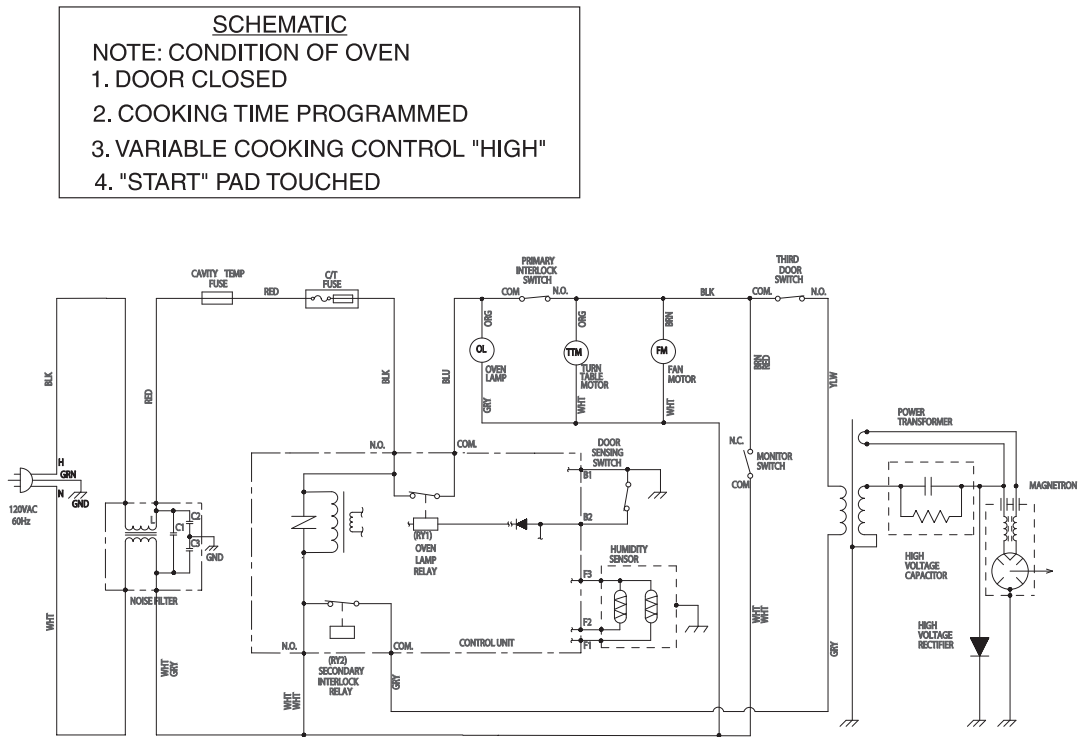 SCHEMATIC
NOTE: CONDITION OF OVEN
1. DOOR CLOSED
2. COOKING TIME PROGRAMMED
3. VARIABLE COOKING CONTROL "HIGH"
4. "START" PAD TOUCHED
CAVITY TEMP
FUSE
RED
C/T
FUSE
PRIMARY
INTERLOCK
SWITCH
COM
N.O.
BLK
THIRD
DOOR
SWITCH
COM.
N.O.
BLK
RED
BLK
BLU
ORG
OL
OVEN
LAMP
GRY
ORG
TTM
TURN
TABLE
MOTOR
WHT
BRN
FM
FAN
MOTOR
WHT
BRN
RED
YLW
POWER
TRANSFORMER
N.O.
COM.
DOOR
SENSING
SWITCH
N.C.
MONITOR
SWITCH
COM
H
GRN
N
GND
120VAC
60Hz
L
C1
C2
C3
GND
NOISE FILTER
B1
B2
(RY1)
OVEN
LAMP
RELAY
HUMIDITY
SENSOR
F3
F2
F1
CONTROL UNIT
N.O.
COM.
(RY2)
SECONDARY
INTERLOCK
RELAY
MAGNETRON
HIGH
VOLTAGE
CAPACITOR
HIGH
VOLTAGE
RECTIFIER
WHT
WHT
GRY
WHT
WHT
GRY
WHT
WHT
GRY